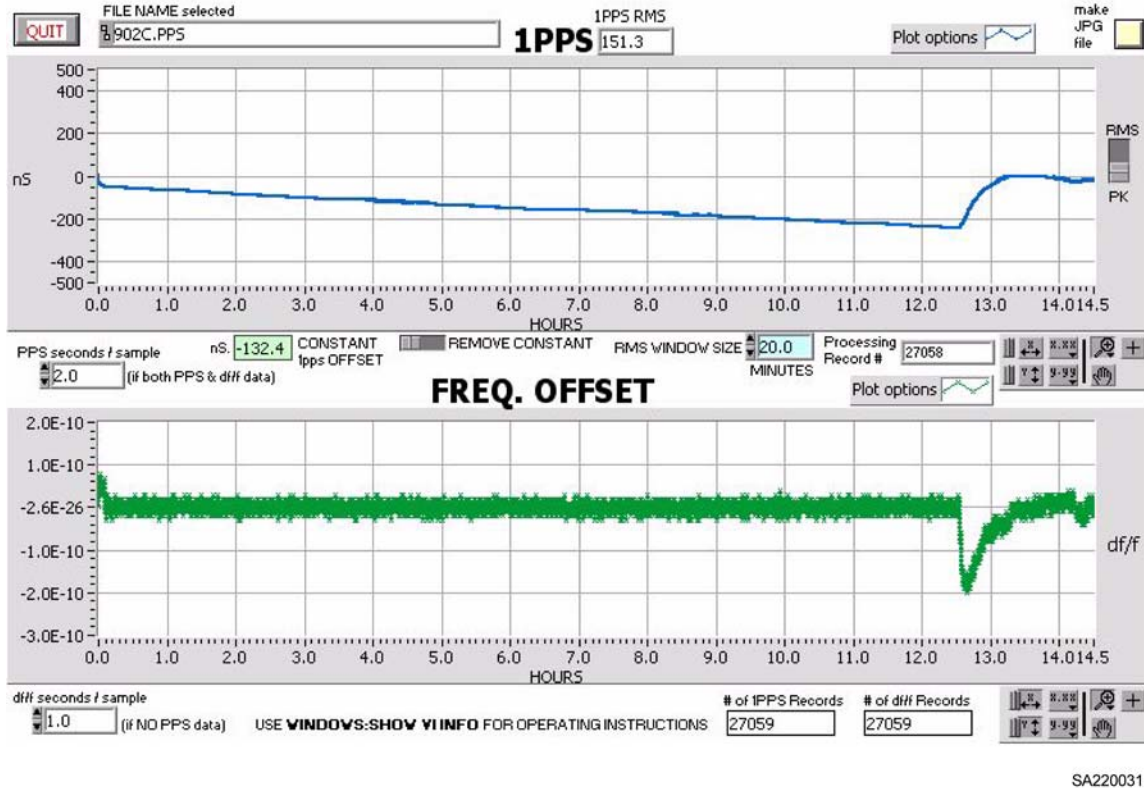 FILE NAME selected
QUIT
902C.PPS
1PPS
1PPS RMS
151.3
Plot options
make
JPG
file
500
400
200
0
-200
-400
-500
nS
RMS
PK
0.0 1.0 2.0 3.0 4.0 5.0 6.0 7.0 8.0 9.0 10.0 11.0 12.0 13.0 14.014.5
HOURS
PPS seconds / sample
2.0
(if both PPS & df/f data)
nS.
-132.4
CONSTANT
1pps OFFSET
REMOVE CONSTANT
RMS WINDOW SIZE
20.0
MINUTES
Processing
Record #
27058
X
X.XX
Y
Y.YY
FREQ. OFFSET
Plot options
2.0E-10
1.0E-10
-2.6E-26
-1.0E-10
-2.0E-10
-3.0E-10
df/f
0.0 1.0 2.0 3.0 4.0 5.0 6.0 7.0 8.0 9.0 10.0 11.0 12.0 13.0 14.014.5
HOURS
df/f seconds / sample
1.0
(if NO PPS data)
USE WINDOWS:SHOW VI INFO FOR OPERATING INSTRUCTIONS
# of 1PPS Records
27059
# of df/f Records
27059
X
X.XX
Y
Y.YY
SA220031